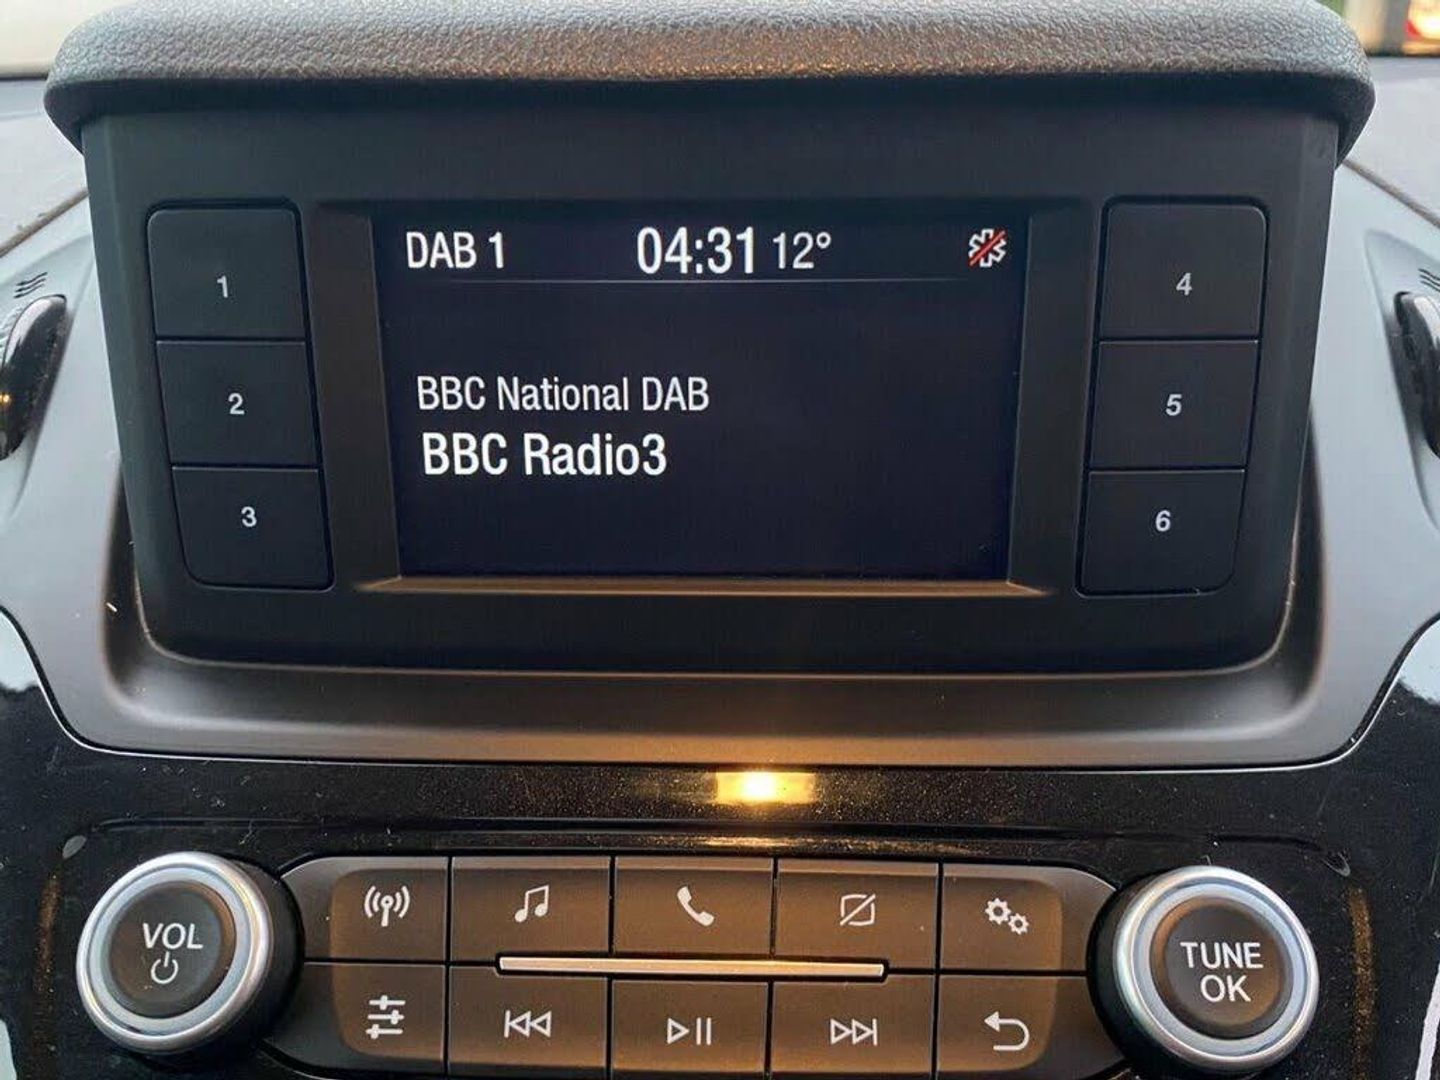 DAB 1 04:31 12°
BBC National DAB
BBC Radio3
1
2
3
4
5
6
VOL
TUNE
OK